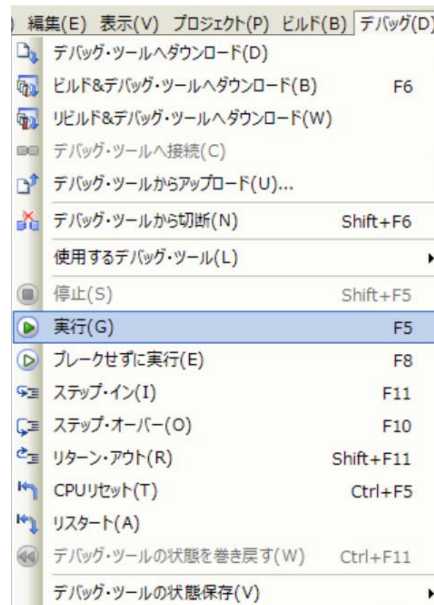 ) 編集(E) 表示(V) プロジェクト(P) ビルド(B) デバッグ(D)
デバッグ・ツールへダウンロード(D)
ビルド&デバッグ・ツールへダウンロード(B) F6
リビルド&デバッグ・ツールへダウンロード(W)
デバッグ・ツールへ接続(C)
デバッグ・ツールからアップロード(U)...
デバッグ・ツールから切断(N) Shift+F6
使用するデバッグ・ツール(L)
停止(S) Shift+F5
実行(G) F5
ブレークせずに実行(E) F8
ステップ・イン(I) F11
ステップ・オーバー(O) F10
リターン・アウト(R) Shift+F11
CPUリセット(T) Ctrl+F5
リスタート(A)
デバッグ・ツールの状態を巻き戻す(W) Ctrl+F11
デバッグ・ツールの状態保存(V)